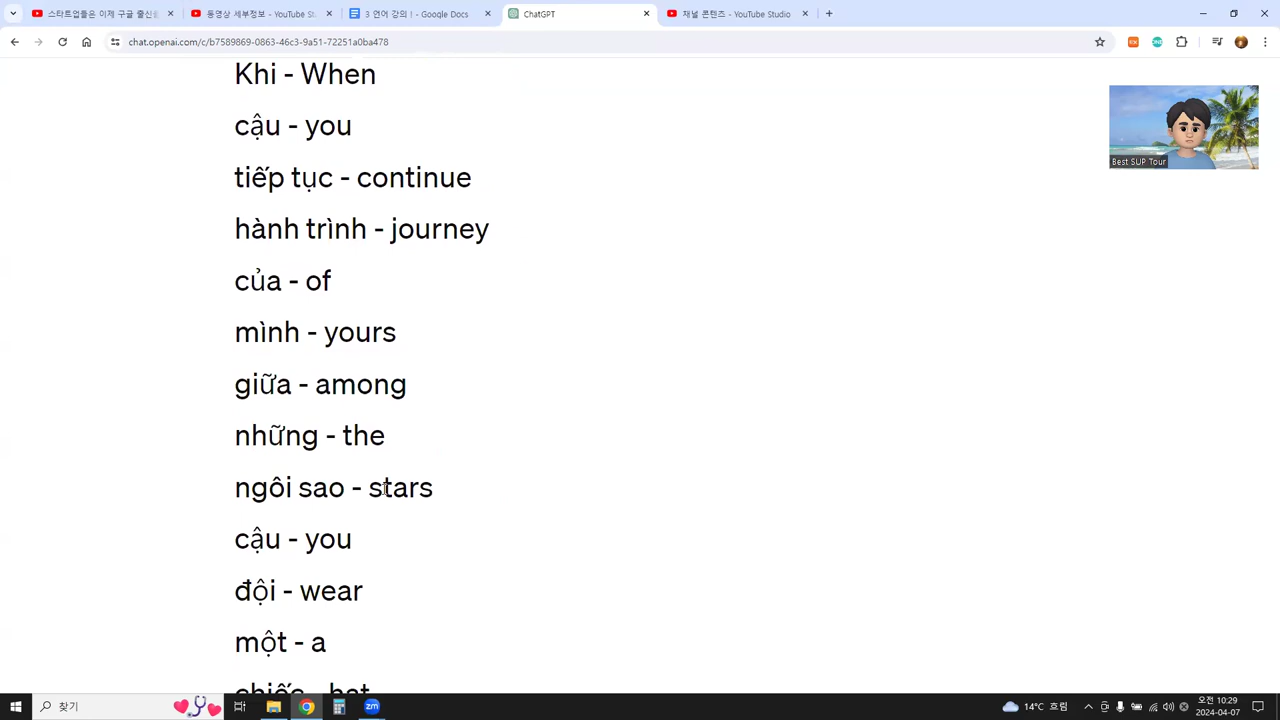 스타트업들은 이제 구글 출신을
동영상 세부정보 - YouTube St
3 언어 강의 I - Google Docs
ChatGPT
채널 콘텐츠 - YouTube Studio
chat.openai.com/c/b7589869-0863-46c3-9a51-72251a0ba478
Khi - When
cậu - you
tiếp tục - continue
hành trình - journey
của - of
mình - yours
giữa - among
những - the
ngôi sao - stars
cậu - you
đội - wear
một - a
chiếc - hat
Best SUP Tour
찾기
14°C 흐림
오전 10:29
2024-04-07